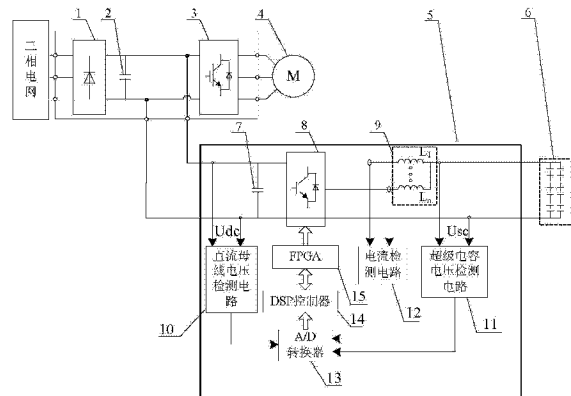 1
2
3
4
5
6
三相电网
M
7
8
9
L1
Ln
Udc
Usc
直流母
线电压
检测电
路
FPGA
电流检
测电路
超级电容
电压检测
电路
15
DSP控制器
14
12
11
10
A/D
转换器
13